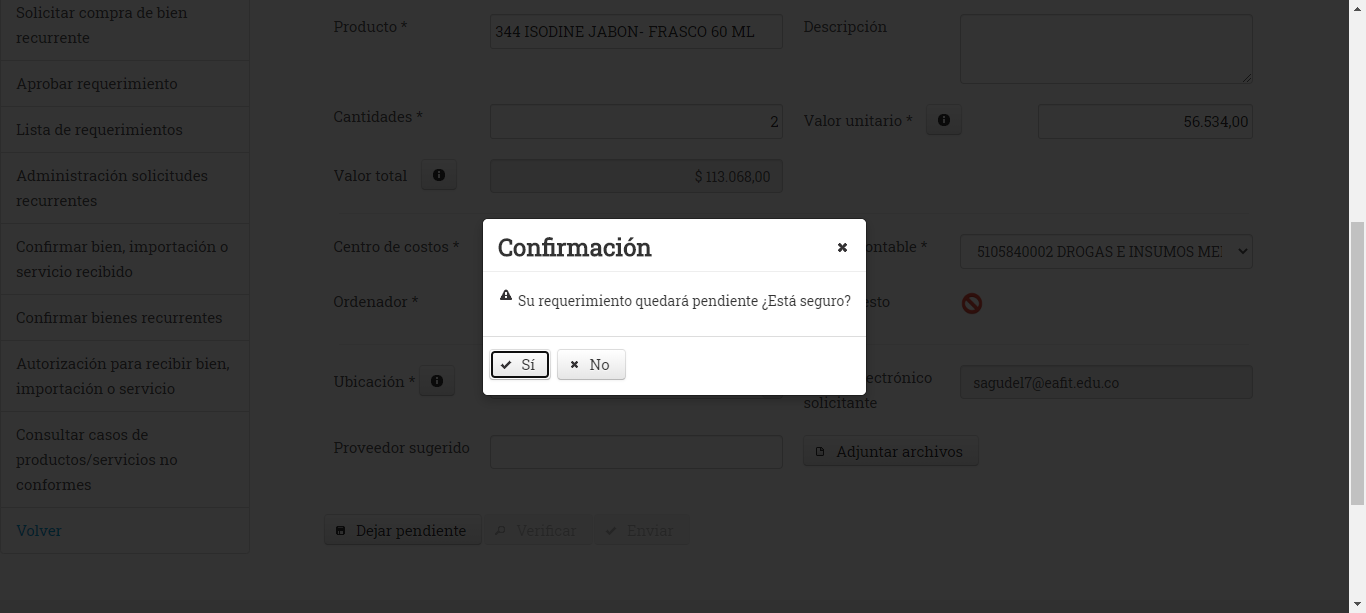 Solicitar compra de bien
recurrente
Aprobar requerimiento
Lista de requerimientos
Administración solicitudes
recurrentes
Confirmar bien, importación o
servicio recibido
Confirmar bienes recurrentes
Autorización para recibir bien,
importación o servicio
Consultar casos de
productos/servicios no
conformes
Volver
Producto * 344 ISODINE JABON- FRASCO 60 ML Descripción
Cantidades * 2 Valor unitario * 56.534,00
Valor total $ 113.068,00
Centro de costos * ontable * 5105840002 DROGAS E INSUMOS ME
Ordenador * esto
Ubicación * ectrónico sagudel7@eafit.edu.co
solicitante
Proveedor sugerido Adjuntar archivos
Dejar pendiente Verificar Enviar
Confirmación
Su requerimiento quedará pendiente ¿Está seguro?
Sí No